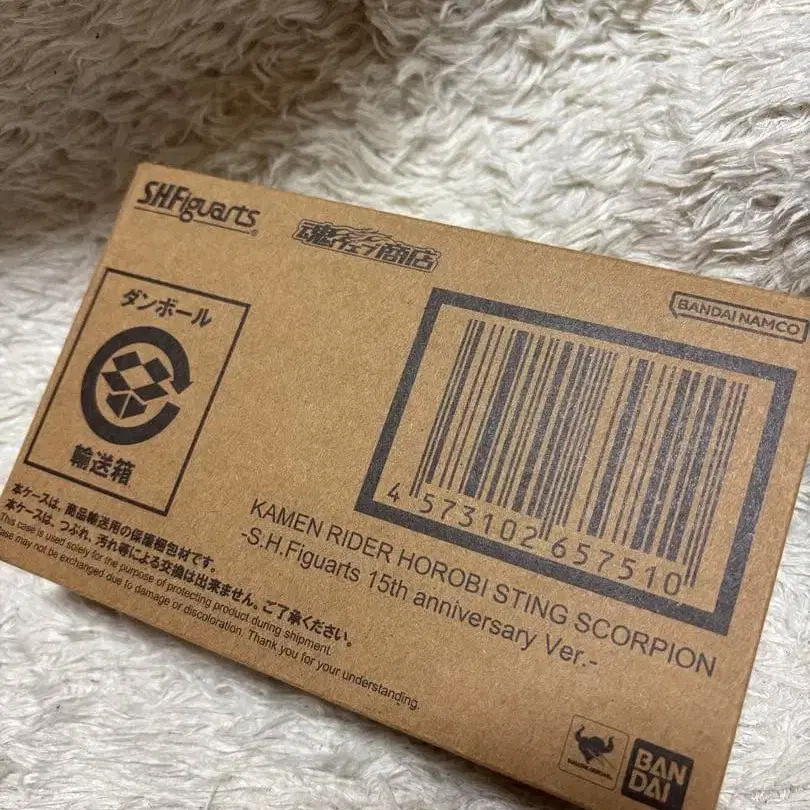 S.H.Figuarts
魂ウェブ商店
BANDAI NAMCO
ダンボール
輸送箱
4 573102 657510
KAMEN RIDER HOROBI STING SCORPION
-S.H.Figuarts 15th anniversary Ver.-
本ケースは、商品輸送用の保護梱包材です。
本ケースは、つぶれ、汚れ等による交換は出来ません。ご了承ください。
This case is used solely for the purpose of protecting product during shipment.
Case may not be exchanged due to damage or discoloration. Thank you for your understanding.
BAN
DAI